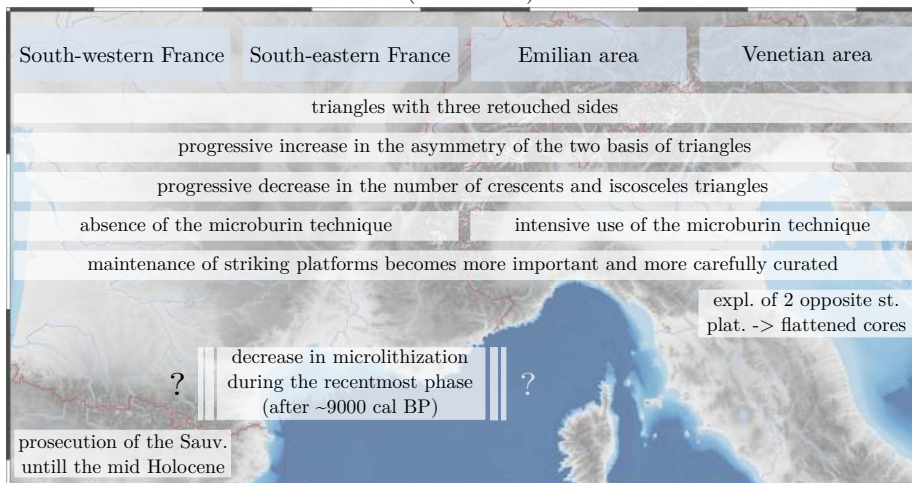 South-western France South-eastern France Emilian area Venetian area
triangles with three retouched sides
progressive increase in the asymmetry of the two basis of triangles
progressive decrease in the number of crescents and iscosceles triangles
absence of the microburin technique intensive use of the microburin technique
maintenance of striking platforms becomes more important and more carefully curated
expl. of 2 opposite st.
plat. -> flattened cores
decrease in microlithization
? during the recentmost phase ?
(after ~9000 cal BP)
prosecution of the Sauv.
untill the mid Holocene